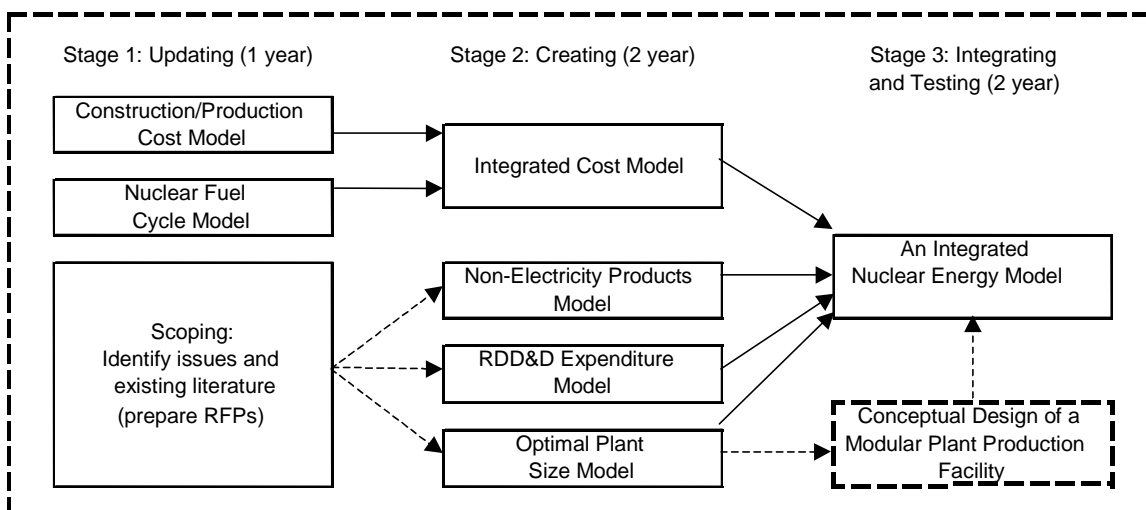 Stage 1: Updating (1 year)
Stage 2: Creating (2 year)
Stage 3: Integrating
and Testing (2 year)
Construction/Production
Cost Model
Nuclear Fuel
Cycle Model
Scoping:
Identify issues and
existing literature
(prepare RFPs)
Integrated Cost Model
Non-Electricity Products
Model
RDD&D Expenditure
Model
Optimal Plant
Size Model
An Integrated
Nuclear Energy Model
Conceptual Design of a
Modular Plant Production
Facility